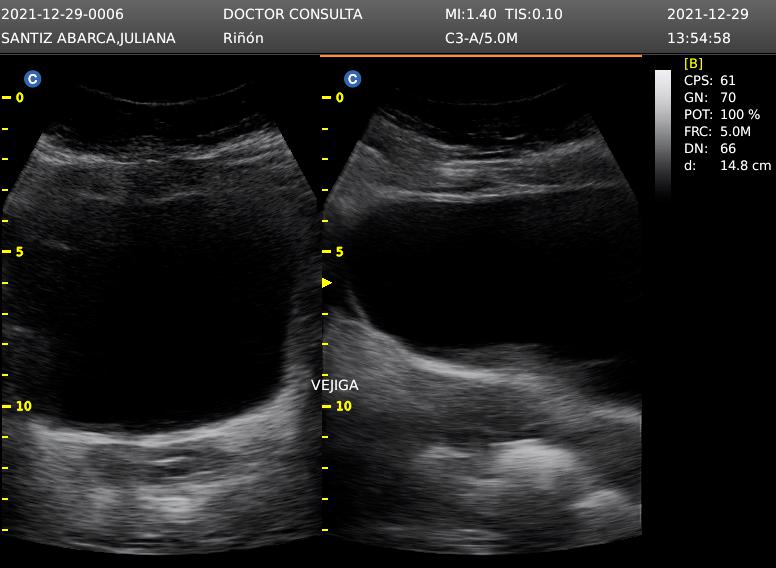 2021-12-29-0006 DOCTOR CONSULTA MI:1.40 TIS:0.10 2021-12-29
SANTIZ ABARCA,JULIANA Riñón C3-A/5.0M 13:54:58
[B]
CPS: 61
GN: 70
POT: 100 %
FRC: 5.0M
DN: 66
d: 14.8 cm
C C
0 0
5 5
VEJIGA
10 10